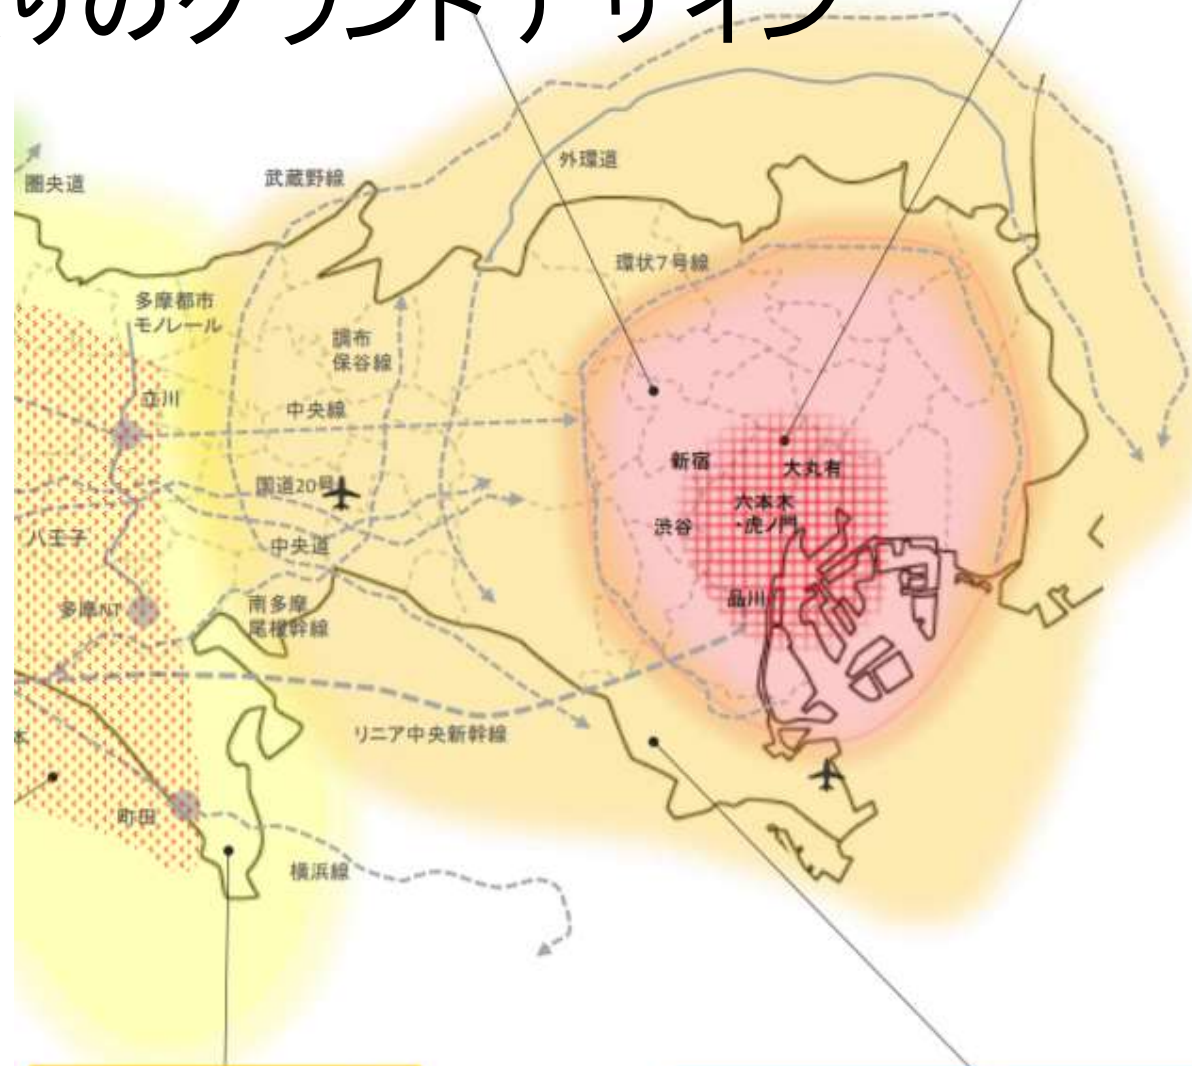 りのグランドデザイン
外環道
武蔵野線
圏央道
環状7号線
多摩都市
モノレール
調布
保谷線
立川
中央線
新宿
大丸有
国道20号
六本木
・虎ノ門
渋谷
八王子
中央道
品川
多摩NT
南多摩
尾根幹線
リニア中央新幹線
町田
横浜線